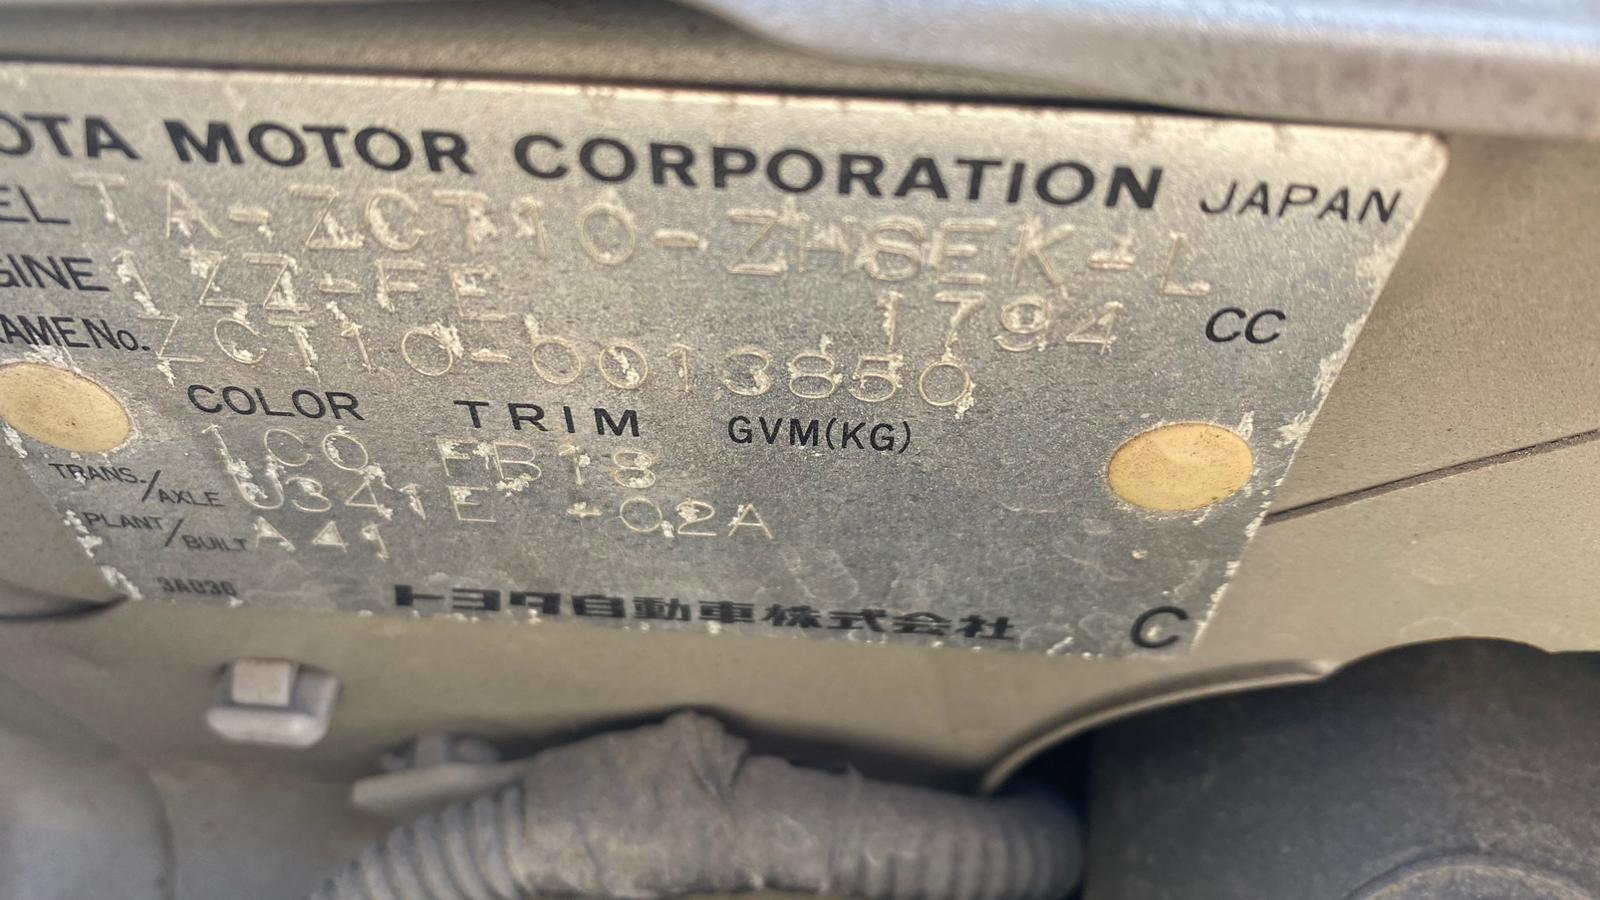 OTA MOTOR CORPORATION JAPAN
EL TA-ZCT10-ZHSEK-L
GINE 1ZZ-FE 1794 CC
AME No. ZCT10-0013850
COLOR TRIM GVM(KG)
1C0 FB18
TRANS./AXLE U341E -02A
PLANT/BUILT A41
3A030
トヨタ自動車株式会社 C